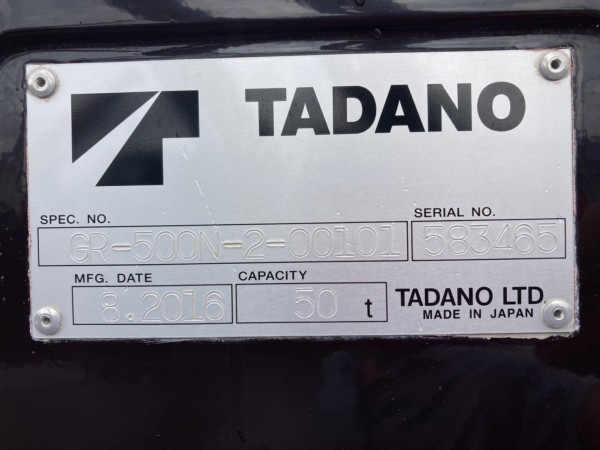 TADANO
SPEC. NO. SERIAL NO.
GR-500N-2-00101 583465
MFG. DATE CAPACITY
8.2016 50 t TADANO LTD.
MADE IN JAPAN